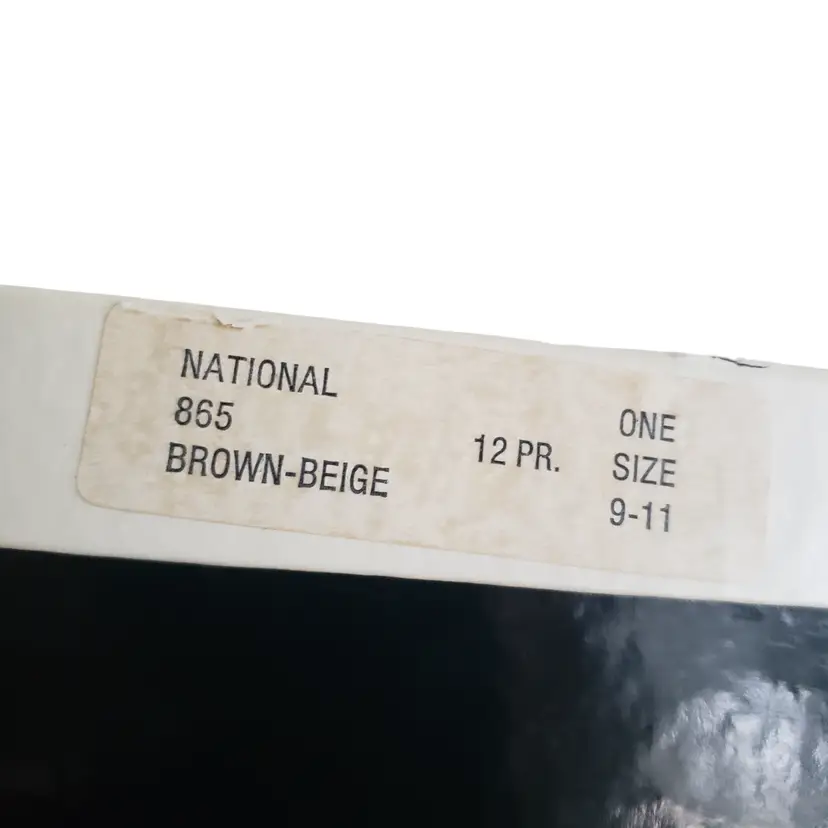 NATIONAL
865
BROWN-BEIGE
12 PR.
ONE
SIZE
9-11